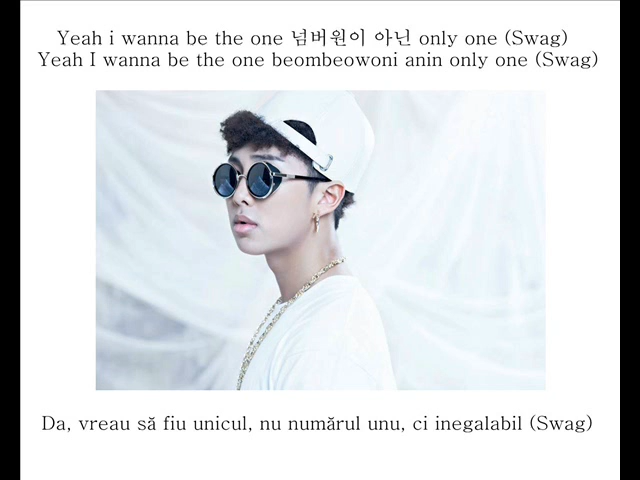 Yeah i wanna be the one 넘버원이 아닌 only one (Swag)
Yeah I wanna be the one beombeowoni anin only one (Swag)
Da, vreau să fiu unicul, nu numărul unu, ci inegalabil (Swag)